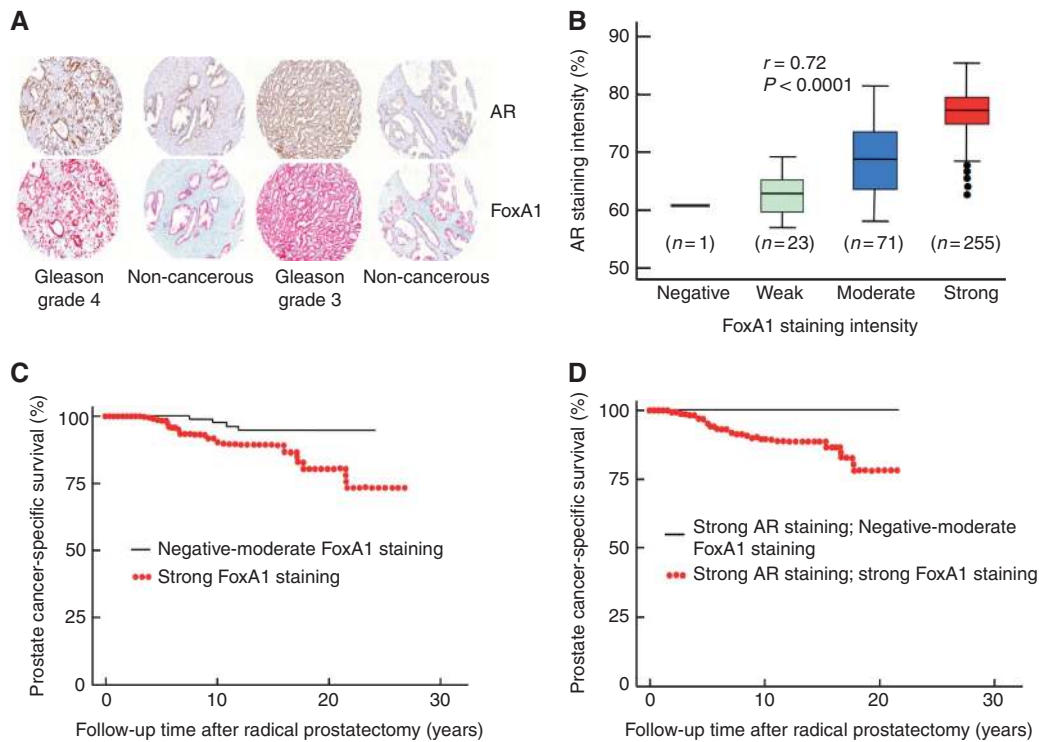 A
AR
FoxA1
Gleason
grade 4
Non-cancerous
Gleason
grade 3
Non-cancerous
B
AR staining intensity (%)
90
80
70
60
50
r = 0.72
P < 0.0001
(n = 1)
(n = 23)
(n = 71)
(n = 255)
Negative
Weak
Moderate
Strong
FoxA1 staining intensity
C
Prostate cancer-specific survival (%)
100
75
50
25
0
Negative-moderate FoxA1 staining
Strong FoxA1 staining
0
10
20
30
Follow-up time after radical prostatectomy (years)
D
Prostate cancer-specific survival (%)
100
75
50
25
0
Strong AR staining; Negative-moderate
FoxA1 staining
Strong AR staining; strong FoxA1 staining
0
10
20
30
Follow-up time after radical prostatectomy (years)